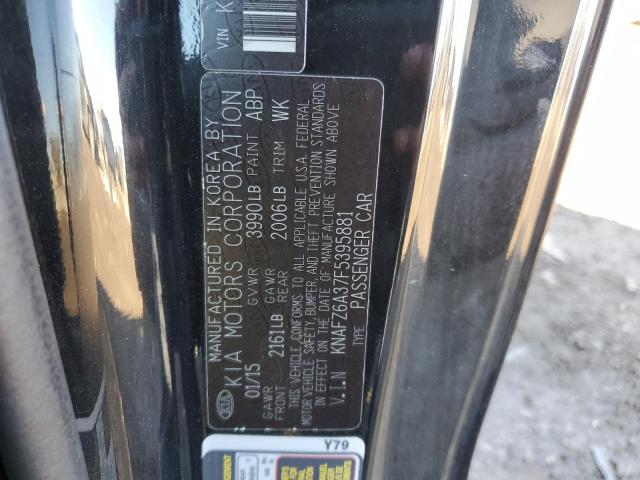 VIN K
MANUFACTURED IN KOREA BY
KIA KIA MOTORS CORPORATION
01/15 GVWR 3990LB PAINT ABP
GAWR FRONT 2161LB GAWR REAR 2006LB TRIM WK
THIS VEHICLE CONFORMS TO ALL APPLICABLE U.S.A. FEDERAL
MOTOR VEHICLE SAFETY, BUMPER, AND THEFT PREVENTION STANDARDS
IN EFFECT ON THE DATE OF MANUFACTURE SHOWN ABOVE
V.I.N KNAFZ6A37F5395881
TYPE PASSENGER CAR
Y79